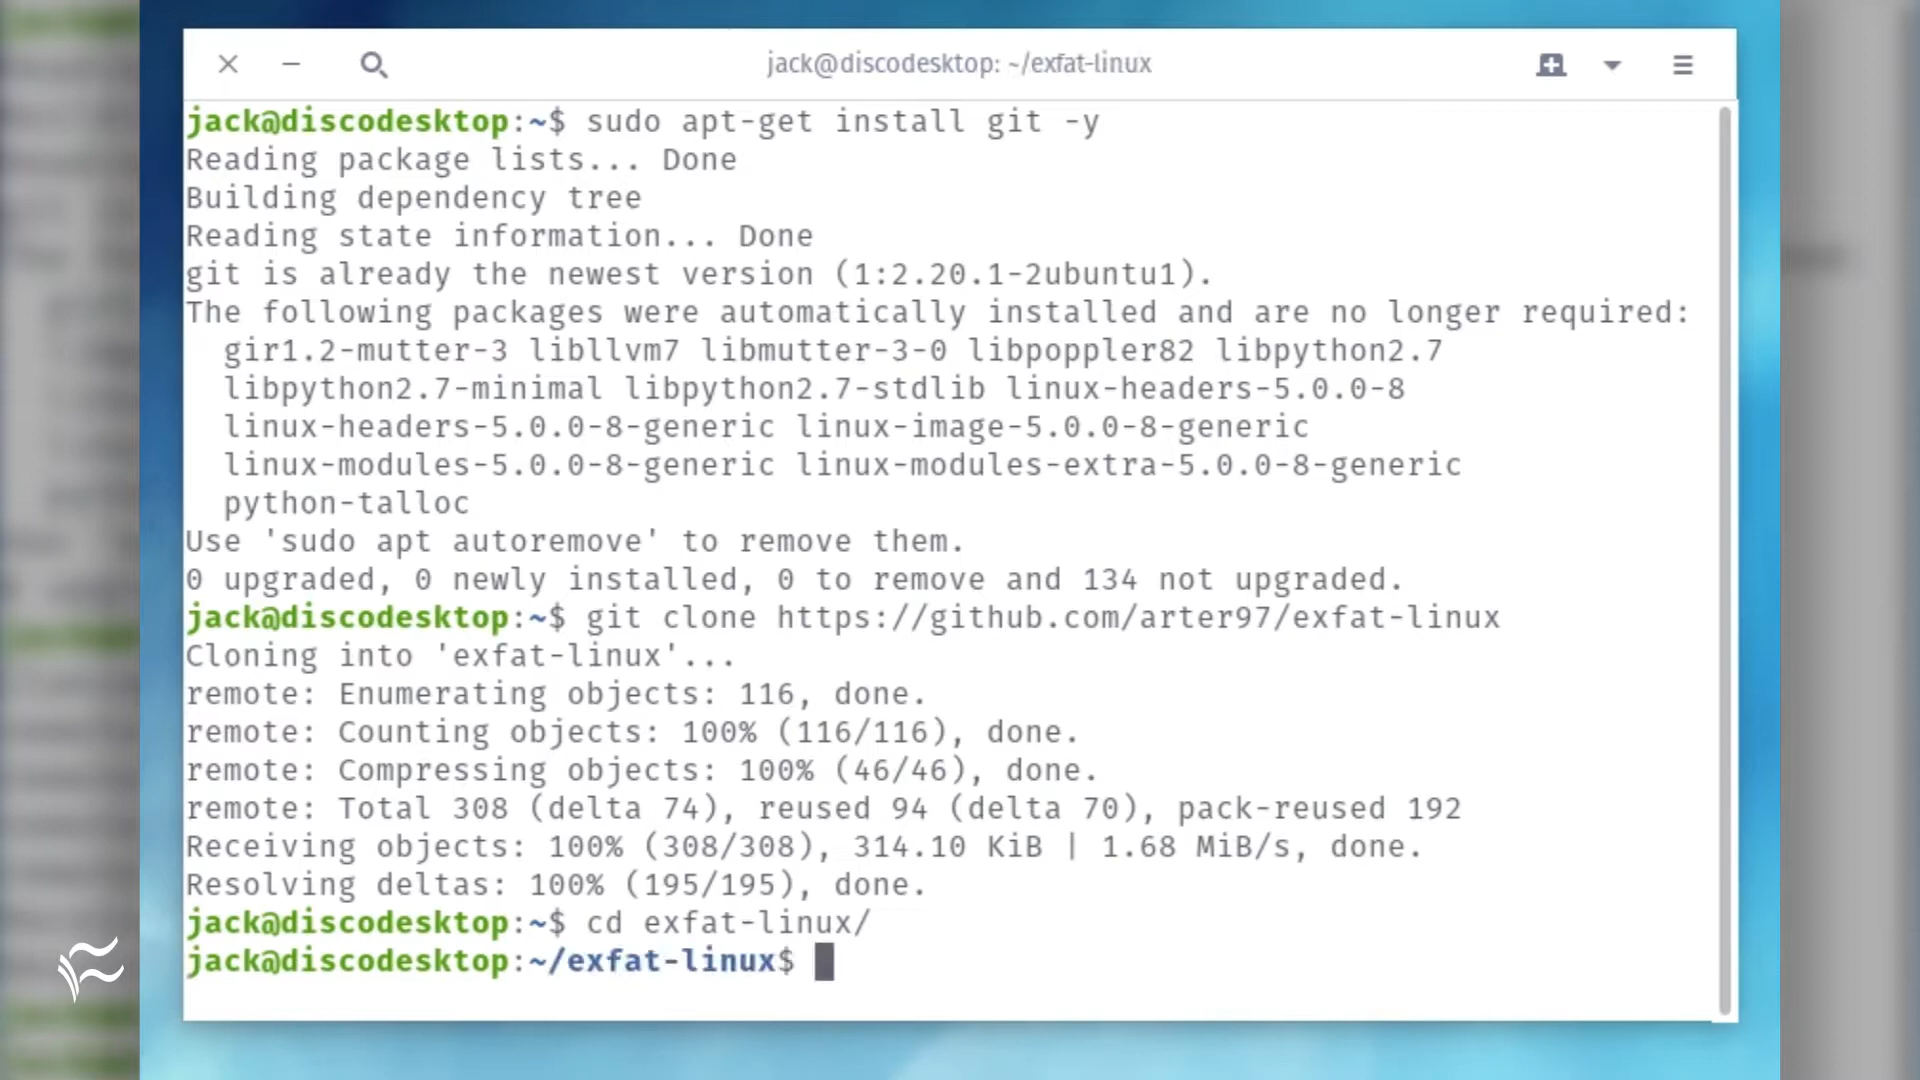 jack@discodesktop: ~/exfat-linux
jack@discodesktop:~$ sudo apt-get install git -y
Reading package lists... Done
Building dependency tree
Reading state information... Done
git is already the newest version (1:2.20.1-2ubuntu1).
The following packages were automatically installed and are no longer required:
  gir1.2-mutter-3 libllvm7 libmutter-3-0 libpoppler82 libpython2.7
  libpython2.7-minimal libpython2.7-stdlib linux-headers-5.0.0-8
  linux-headers-5.0.0-8-generic linux-image-5.0.0-8-generic
  linux-modules-5.0.0-8-generic linux-modules-extra-5.0.0-8-generic
  python-talloc
Use 'sudo apt autoremove' to remove them.
0 upgraded, 0 newly installed, 0 to remove and 134 not upgraded.
jack@discodesktop:~$ git clone https://github.com/arter97/exfat-linux
Cloning into 'exfat-linux'...
remote: Enumerating objects: 116, done.
remote: Counting objects: 100% (116/116), done.
remote: Compressing objects: 100% (46/46), done.
remote: Total 308 (delta 74), reused 94 (delta 70), pack-reused 192
Receiving objects: 100% (308/308), 314.10 KiB | 1.68 MiB/s, done.
Resolving deltas: 100% (195/195), done.
jack@discodesktop:~$ cd exfat-linux/
jack@discodesktop:~/exfat-linux$